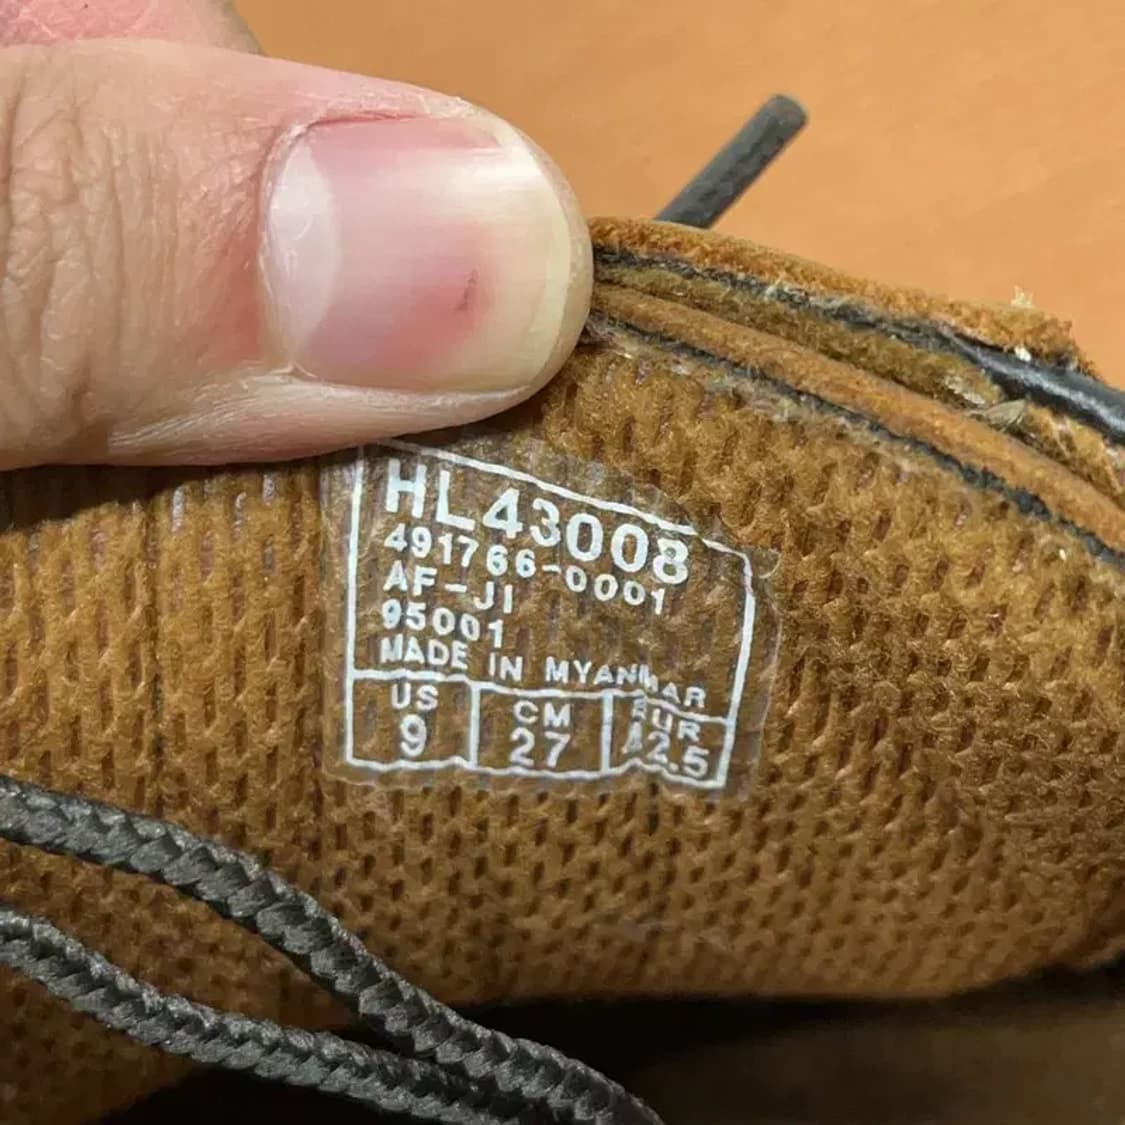 HL43008
491766-0001
AF-JI
95001
MADE IN MYANMAR
US CM EUR
9 27 42.5